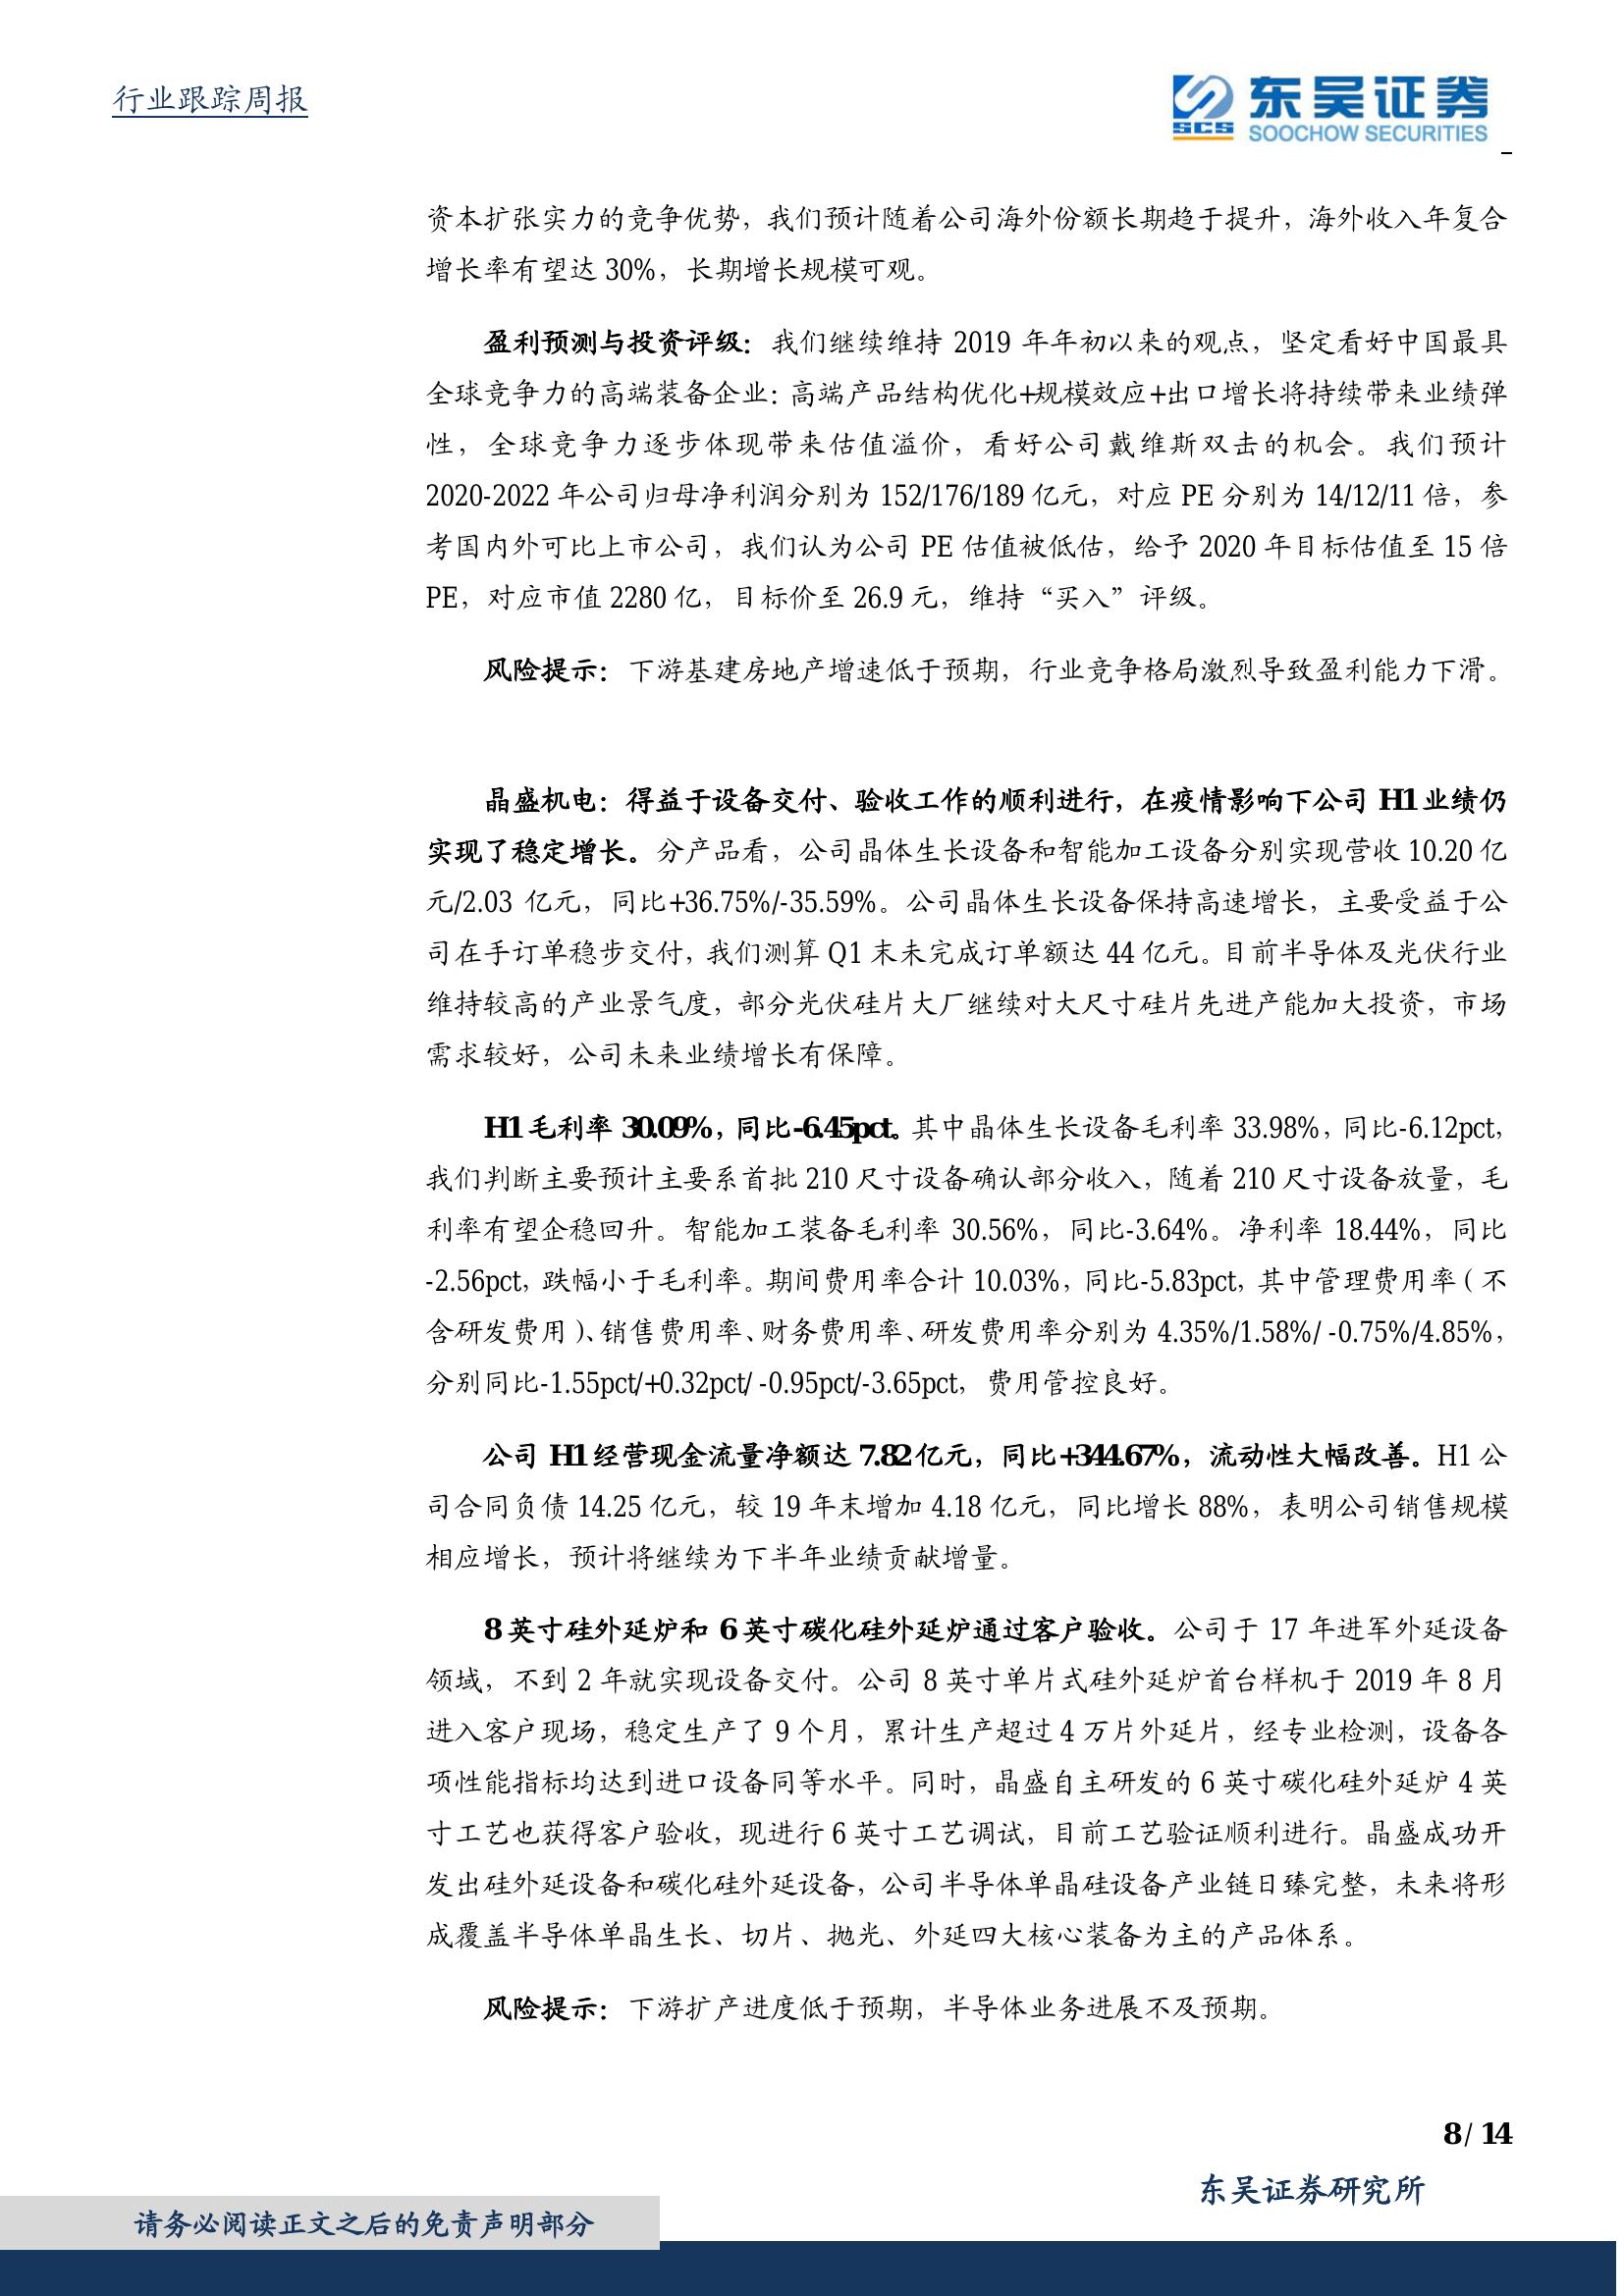 行业跟踪周报
SCS
东吴证券
SOOCHOW SECURITIES
资本扩张实力的竞争优势，我们预计随着公司海外份额长期趋于提升，海外收入年复合
增长率有望达 30%，长期增长规模可观。
盈利预测与投资评级：我们继续维持 2019 年年初以来的观点，坚定看好中国最具
全球竞争力的高端装备企业：高端产品结构优化+规模效应+出口增长将持续带来业绩弹
性，全球竞争力逐步体现带来估值溢价，看好公司戴维斯双击的机会。我们预计
2020-2022 年公司归母净利润分别为 152/176/189 亿元，对应 PE 分别为 14/12/11 倍，参
考国内外可比上市公司，我们认为公司 PE 估值被低估，给予 2020 年目标估值至 15 倍
PE，对应市值 2280 亿，目标价至 26.9 元，维持“买入”评级。
风险提示：下游基建房地产增速低于预期，行业竞争格局激烈导致盈利能力下滑。
晶盛机电：得益于设备交付、验收工作的顺利进行，在疫情影响下公司 H1 业绩仍
实现了稳定增长。分产品看，公司晶体生长设备和智能加工设备分别实现营收 10.20 亿
元/2.03 亿元，同比+36.75%/-35.59%。公司晶体生长设备保持高速增长，主要受益于公
司在手订单稳步交付，我们测算 Q1 末未完成订单额达 44 亿元。目前半导体及光伏行业
维持较高的产业景气度，部分光伏硅片大厂继续对大尺寸硅片先进产能加大投资，市场
需求较好，公司未来业绩增长有保障。
H1 毛利率 30.09%，同比-6.45pct。其中晶体生长设备毛利率 33.98%，同比-6.12pct，
我们判断主要预计主要系首批 210 尺寸设备确认部分收入，随着 210 尺寸设备放量，毛
利率有望企稳回升。智能加工装备毛利率 30.56%，同比-3.64%。净利率 18.44%，同比
-2.56pct，跌幅小于毛利率。期间费用率合计 10.03%，同比-5.83pct，其中管理费用率（不
含研发费用）、销售费用率、财务费用率、研发费用率分别为 4.35%/1.58%/ -0.75%/4.85%，
分别同比-1.55pct/+0.32pct/ -0.95pct/-3.65pct，费用管控良好。
公司 H1 经营现金流量净额达 7.82 亿元，同比+344.67%，流动性大幅改善。H1 公
司合同负债 14.25 亿元，较 19 年末增加 4.18 亿元，同比增长 88%，表明公司销售规模
相应增长，预计将继续为下半年业绩贡献增量。
8 英寸硅外延炉和 6 英寸碳化硅外延炉通过客户验收。公司于 17 年进军外延设备
领域，不到 2 年就实现设备交付。公司 8 英寸单片式硅外延炉首台样机于 2019 年 8 月
进入客户现场，稳定生产了 9 个月，累计生产超过 4 万片外延片，经专业检测，设备各
项性能指标均达到进口设备同等水平。同时，晶盛自主研发的 6 英寸碳化硅外延炉 4 英
寸工艺也获得客户验收，现进行 6 英寸工艺调试，目前工艺验证顺利进行。晶盛成功开
发出硅外延设备和碳化硅外延设备，公司半导体单晶硅设备产业链日臻完整，未来将形
成覆盖半导体单晶生长、切片、抛光、外延四大核心装备为主的产品体系。
风险提示：下游扩产进度低于预期，半导体业务进展不及预期。
8 / 14
东吴证券研究所
请务必阅读正文之后的免责声明部分